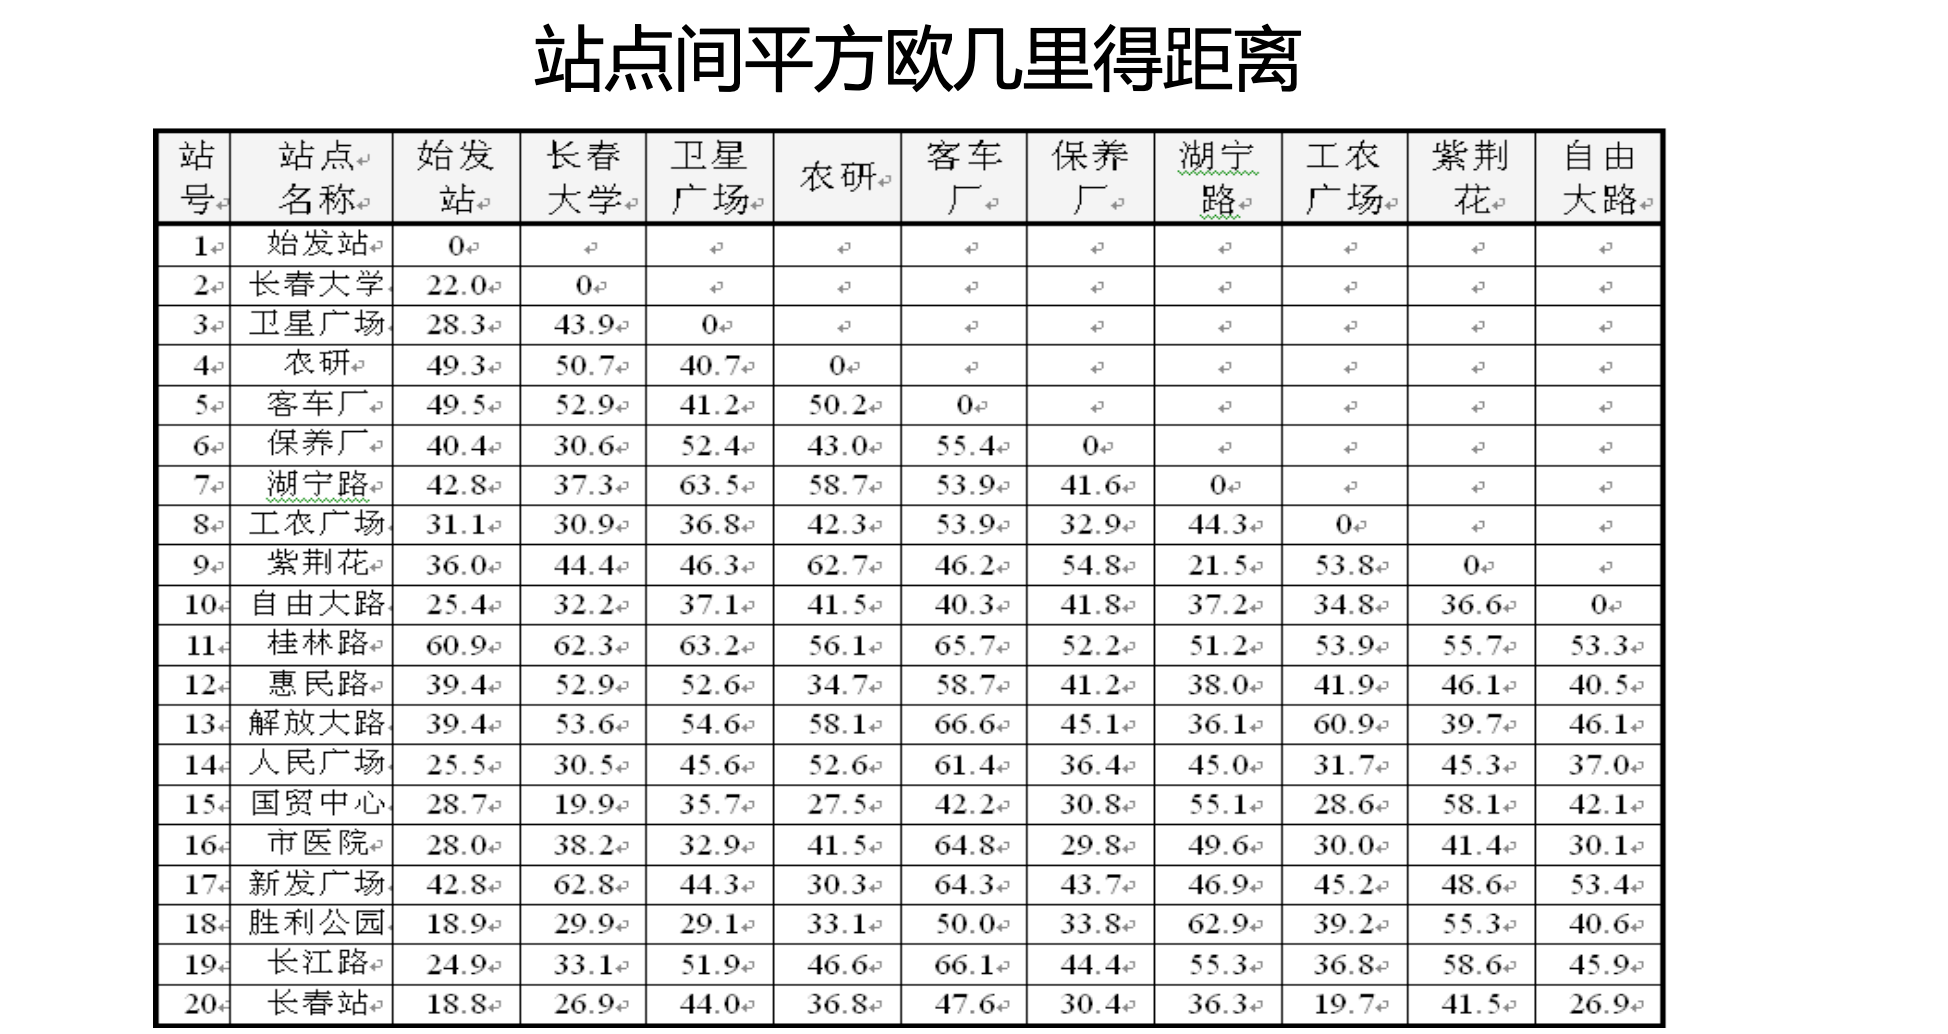 站点间平方欧几里得距离
站号 站点名称 始发站 长春大学 卫星广场 农研 客车厂 保养厂 湖宁路 工农广场 紫荆花 自由大路
1 始发站 0
2 长春大学 22.0 0
3 卫星广场 28.3 43.9 0
4 农研 49.3 50.7 40.7 0
5 客车厂 49.5 52.9 41.2 50.2 0
6 保养厂 40.4 30.6 52.4 43.0 55.4 0
7 湖宁路 42.8 37.3 63.5 58.7 53.9 41.6 0
8 工农广场 31.1 30.9 36.8 42.3 53.9 32.9 44.3 0
9 紫荆花 36.0 44.4 46.3 62.7 46.2 54.8 21.5 53.8 0
10 自由大路 25.4 32.2 37.1 41.5 40.3 41.8 37.2 34.8 36.6 0
11 桂林路 60.9 62.3 63.2 56.1 65.7 52.2 51.2 53.9 55.7 53.3
12 惠民路 39.4 52.9 52.6 34.7 58.7 41.2 38.0 41.9 46.1 40.5
13 解放大路 39.4 53.6 54.6 58.1 66.6 45.1 36.1 60.9 39.7 46.1
14 人民广场 25.5 30.5 45.6 52.6 61.4 36.4 45.0 31.7 45.3 37.0
15 国贸中心 28.7 19.9 35.7 27.5 42.2 30.8 55.1 28.6 58.1 42.1
16 市医院 28.0 38.2 32.9 41.5 64.8 29.8 49.6 30.0 41.4 30.1
17 新发广场 42.8 62.8 44.3 30.3 64.3 43.7 46.9 45.2 48.6 53.4
18 胜利公园 18.9 29.9 29.1 33.1 50.0 33.8 62.9 39.2 55.3 40.6
19 长江路 24.9 33.1 51.9 46.6 66.1 44.4 55.3 36.8 58.6 45.9
20 长春站 18.8 26.9 44.0 36.8 47.6 30.4 36.3 19.7 41.5 26.9